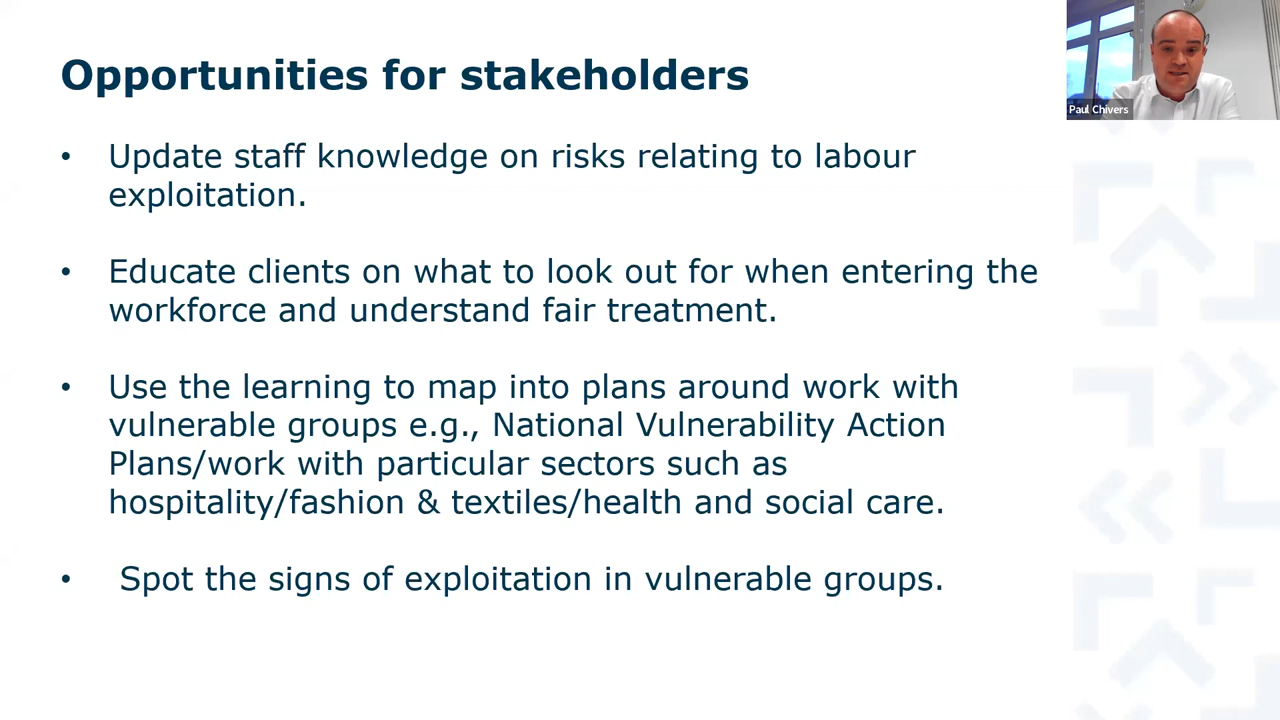 Opportunities for stakeholders
Paul Chivers
• Update staff knowledge on risks relating to labour
exploitation.
• Educate clients on what to look out for when entering the
workforce and understand fair treatment.
• Use the learning to map into plans around work with
vulnerable groups e.g., National Vulnerability Action
Plans/work with particular sectors such as
hospitality/fashion & textiles/health and social care.
• Spot the signs of exploitation in vulnerable groups.